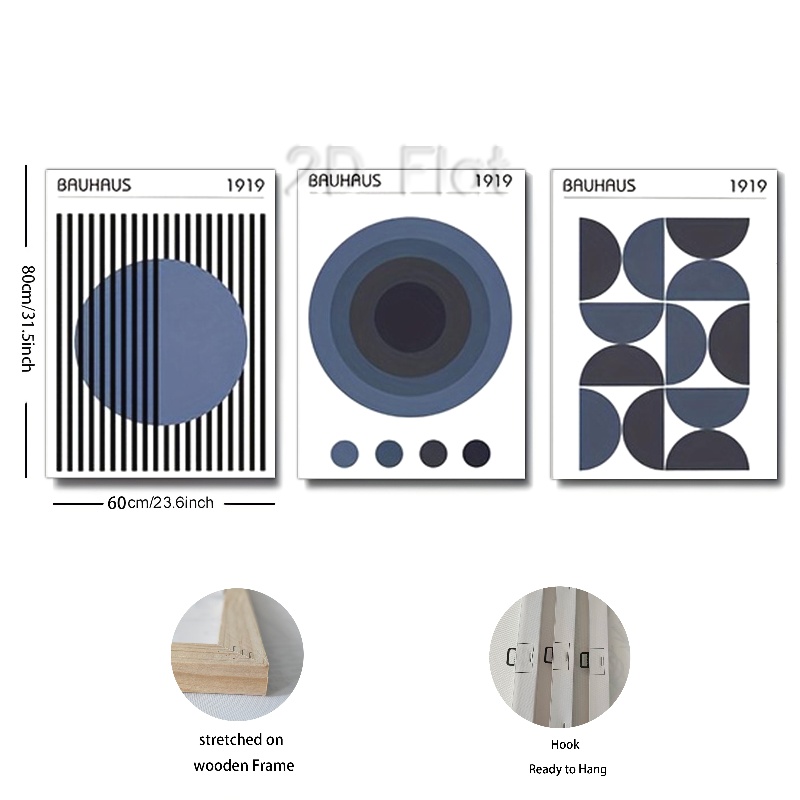 2D Flat
BAUHAUS 1919
BAUHAUS 1919
BAUHAUS 1919
80cm/31.5inch
60cm/23.6inch
stretched on
wooden Frame
Hook
Ready to Hang